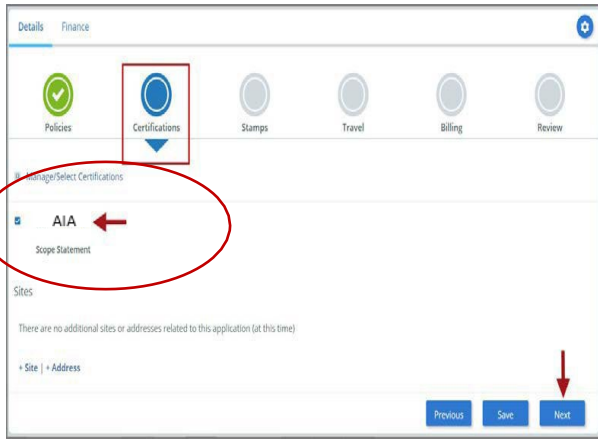 Details Finance
Policies Certifications Stamps Travel Billing Review
Manage/Select Certifications
AIA
Scope Statement
Sites
There are no additional sites or addresses related to this application (at this time)
+ Site | + Address
Previous Save Next